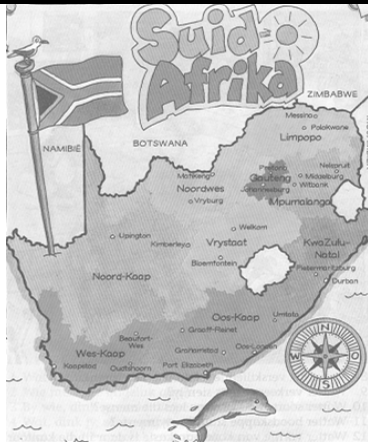 Suid
Afrika
ZIMBABWE
Messina
Polokwane
NAMIBIË
BOTSWANA
Limpopo
Mafikeng
Pretoria
Nelspruit
Gauteng
Middelburg
Noordwes
Johannesburg
Witbank
Vryburg
Mpumalanga
Welkom
Upington
Kimberley
Vrystaat
KwaZulu-
Natal
Bloemfontein
Pietermaritzburg
Noord-Kaap
Durban
Oos-Kaap
Umtata
Graaff-Reinet
Beaufort-
Wes
Wes-Kaap
Grahamstad
Oos-Londen
Kaapstad
Oudtshoorn
Port Elizabeth
N
W
O
S